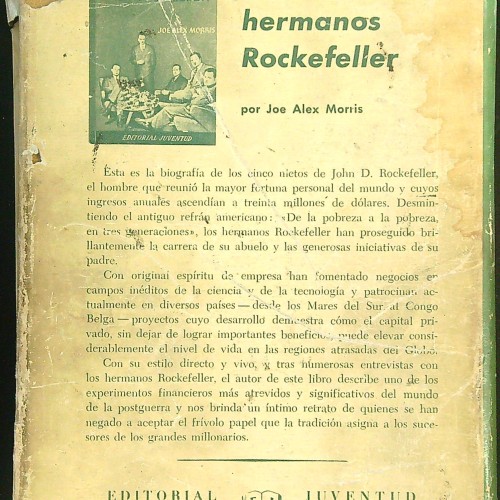 JOE ALEX MORRIS
EDITORIAL JUVENTUD
hermanos
Rockefeller
por Joe Alex Morris
Ésta es la biografía de los cinco nietos de John D. Rockefeller,
el hombre que reunió la mayor fortuna personal del mundo y cuyos
ingresos anuales ascendían a treinta millones de dólares. Desmin-
tiendo el antiguo refrán americano: «De la pobreza a la pobreza,
en tres generaciones», los hermanos Rockefeller han proseguido bri-
llantemente la carrera de su abuelo y las generosas iniciativas de su
padre.
Con original espíritu de empresa han fomentado negocios en
campos inéditos de la ciencia y de la tecnología y patrocinan ac-
tualmente en diversos países — desde los Mares del Sur al Congo
Belga — proyectos cuyo desarrollo demuestra cómo el capital pri-
vado, sin dejar de lograr importantes beneficios, puede elevar consi-
derablemente el nivel de vida en las regiones atrasadas del Globo.
Con su estilo directo y vivo, y tras numerosas entrevistas con
los hermanos Rockefeller, el autor de este libro describe uno de los
experimentos financieros más atrevidos y significativos del mundo
de la postguerra y nos brinda un íntimo retrato de quienes se han
negado a aceptar el frívolo papel que la tradición asigna a los suce-
sores de los grandes millonarios.
EDITORIAL JUVENTUD